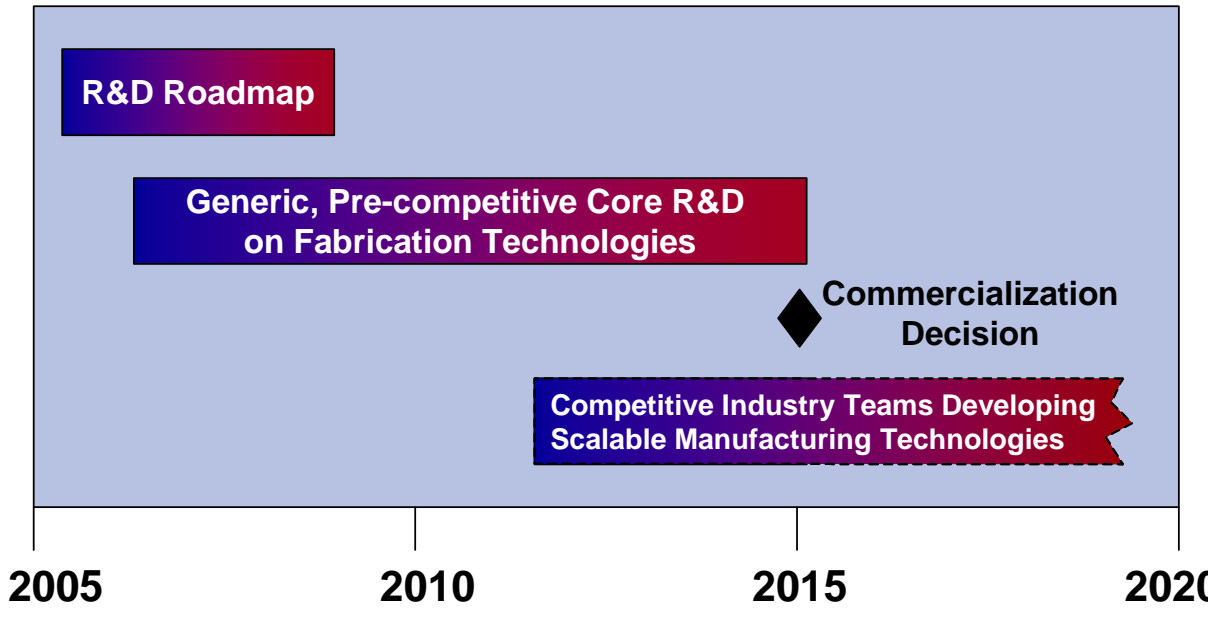 R&D Roadmap
Generic, Pre-competitive Core R&D
on Fabrication Technologies
Commercialization
Decision
Competitive Industry Teams Developing
Scalable Manufacturing Technologies
2005 2010 2015 2020